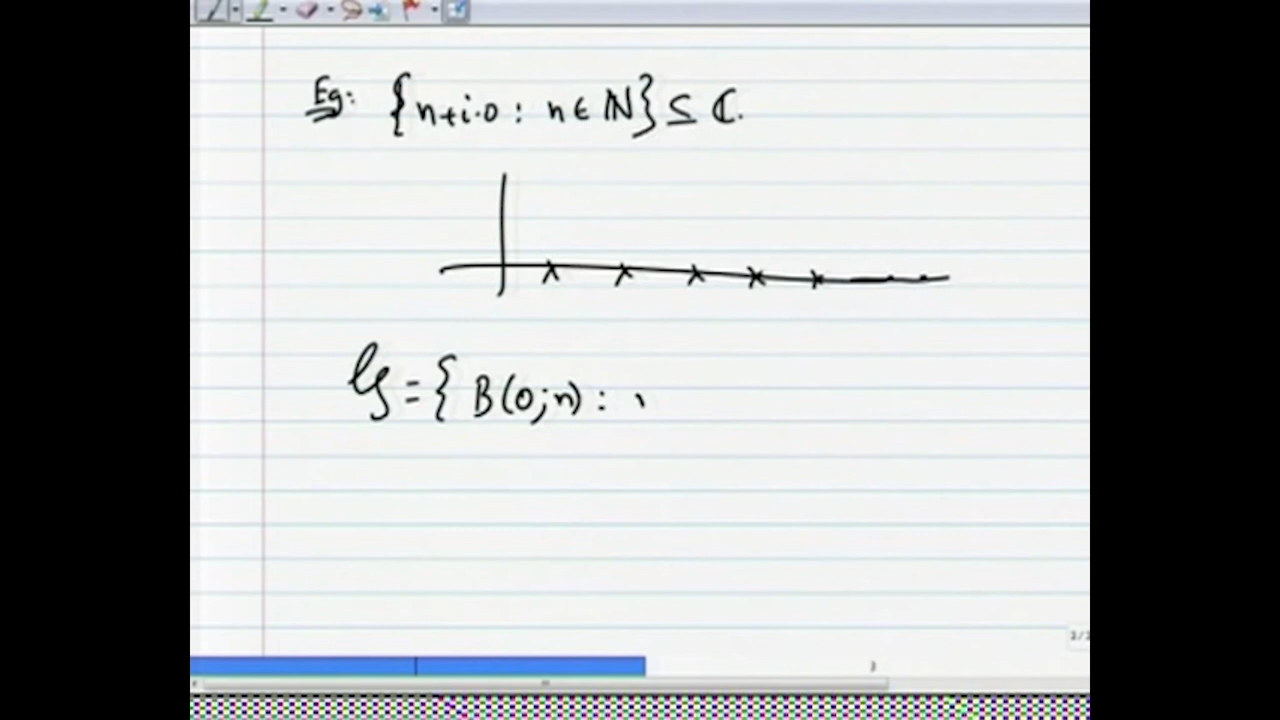 Eg: {n+i·0 : n ∈ ℕ} ⊆ ℂ.
𝒢 = { B(0;n) :